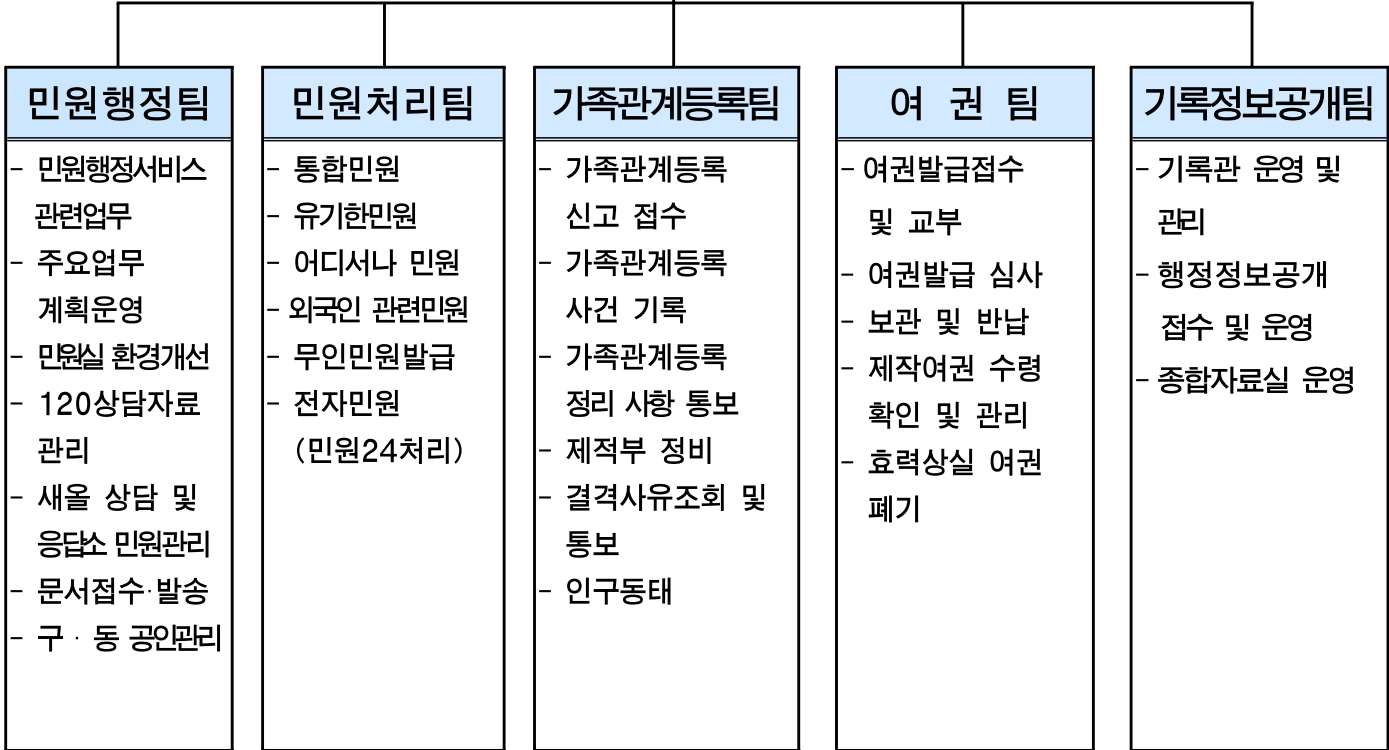 민원행정팀
- 민원행정서비스
관련업무
- 주요업무
계획운영
- 민원실 환경개선
- 120상담자료
관리
- 새올 상담 및
응답소 민원관리
- 문서접수·발송
- 구 · 동 공인관리
민원처리팀
- 통합민원
- 유기한민원
- 어디서나 민원
- 외국인 관련민원
- 무인민원발급
- 전자민원
(민원24처리)
가족관계등록팀
- 가족관계등록
신고 접수
- 가족관계등록
사건 기록
- 가족관계등록
정리 사항 통보
- 제적부 정비
- 결격사유조회 및
통보
- 인구동태
여 권 팀
- 여권발급접수
및 교부
- 여권발급 심사
- 보관 및 반납
- 제작여권 수령
확인 및 관리
- 효력상실 여권
폐기
기록정보공개팀
- 기록관 운영 및
관리
- 행정정보공개
접수 및 운영
- 종합자료실 운영